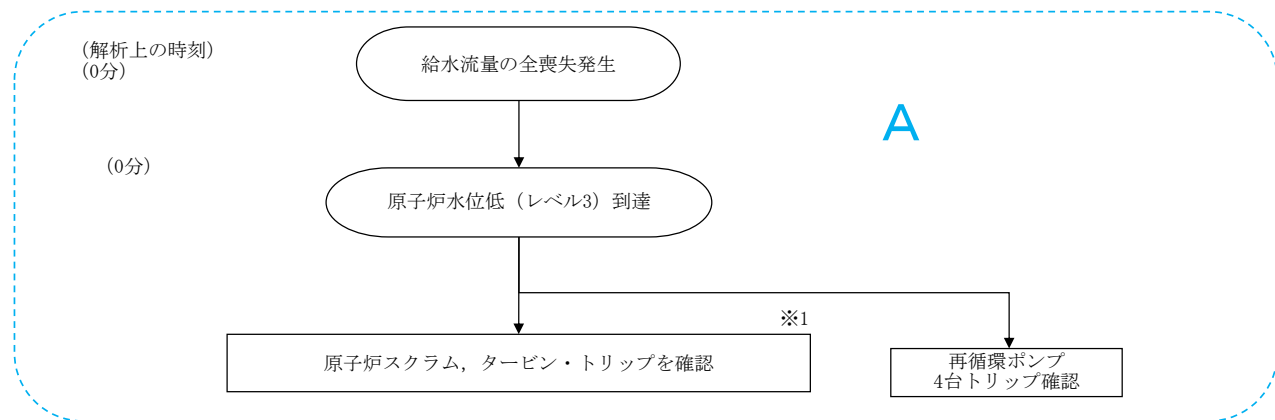 (解析上の時刻)
(0分)
給水流量の全喪失発生
A
(0分)
原子炉水位低(レベル3)到達
※1
原子炉スクラム,タービン・トリップを確認
再循環ポンプ
4台トリップ確認